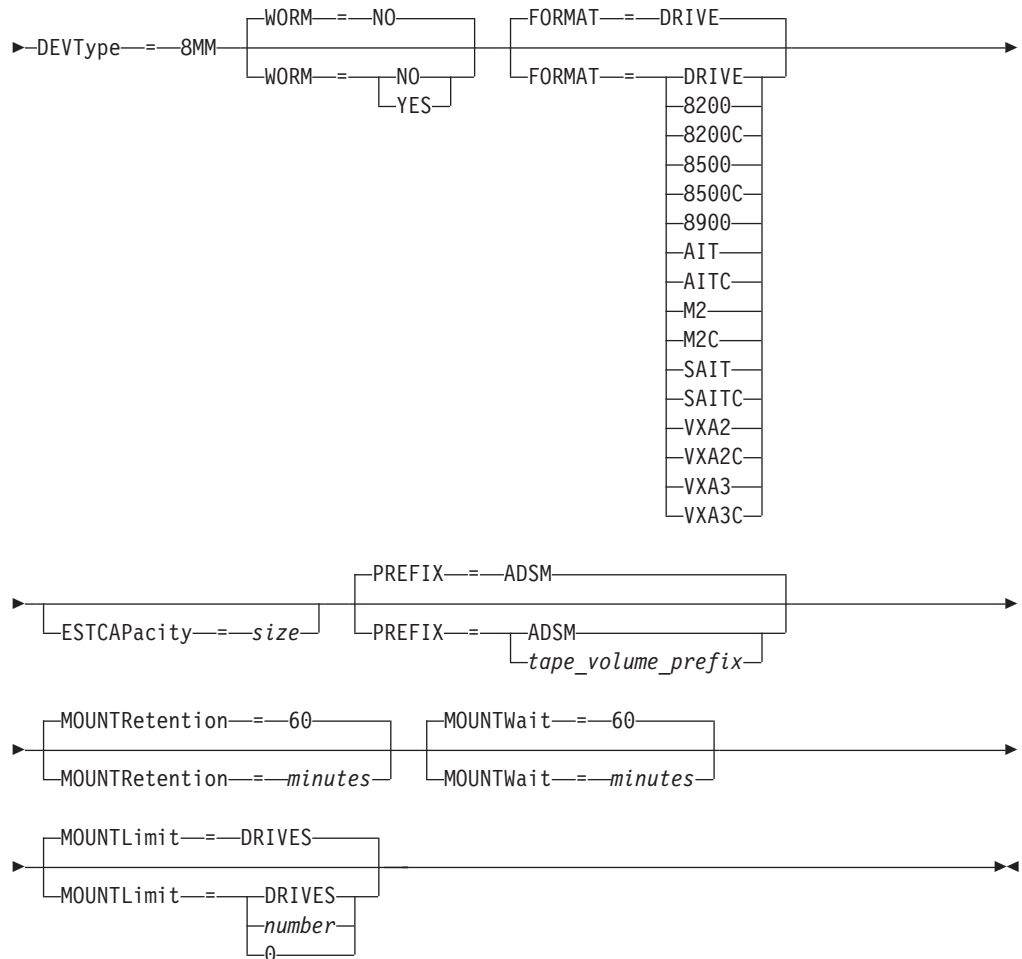 WORM = NO FORMAT = DRIVE
DEVType = 8MM
WORM = NO FORMAT = DRIVE
YES 8200
8200C
8500
8500C
8900
AIT
AITC
M2
M2C
SAIT
SAITC
VXA2
VXA2C
VXA3
VXA3C
PREFIX = ADSM
ESTCAPacity = size PREFIX = ADSM
tape_volume_prefix
MOUNTRetention = 60 MOUNTWait = 60
MOUNTRetention = minutes MOUNTWait = minutes
MOUNTLimit = DRIVES
MOUNTLimit = DRIVES
number
0